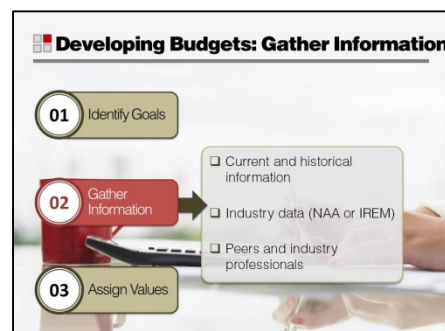 Developing Budgets: Gather Information
01 Identify Goals
02 Gather
Information
❑ Current and historical
information
❑ Industry data (NAA or IREM)
❑ Peers and industry
professionals
03 Assign Values